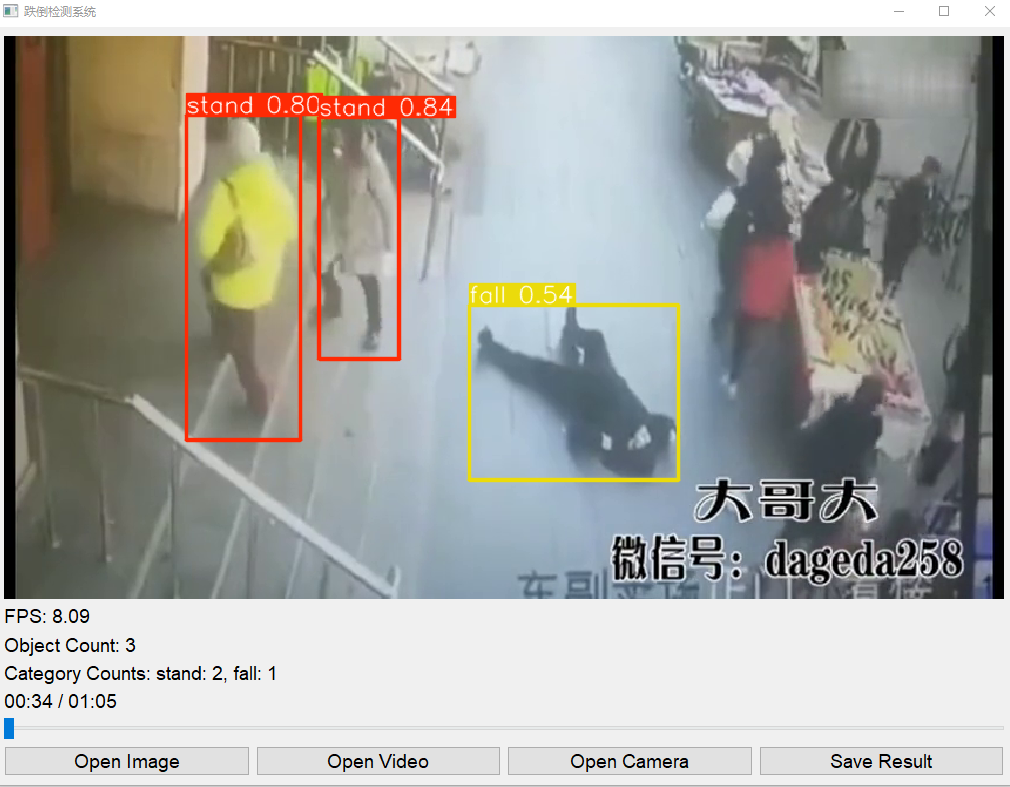 跌倒检测系统
stand 0.80
stand 0.84
fall 0.54
大哥大
微信号：dageda258
FPS: 8.09
Object Count: 3
Category Counts: stand: 2, fall: 1
00:34 / 01:05
Open Image
Open Video
Open Camera
Save Result